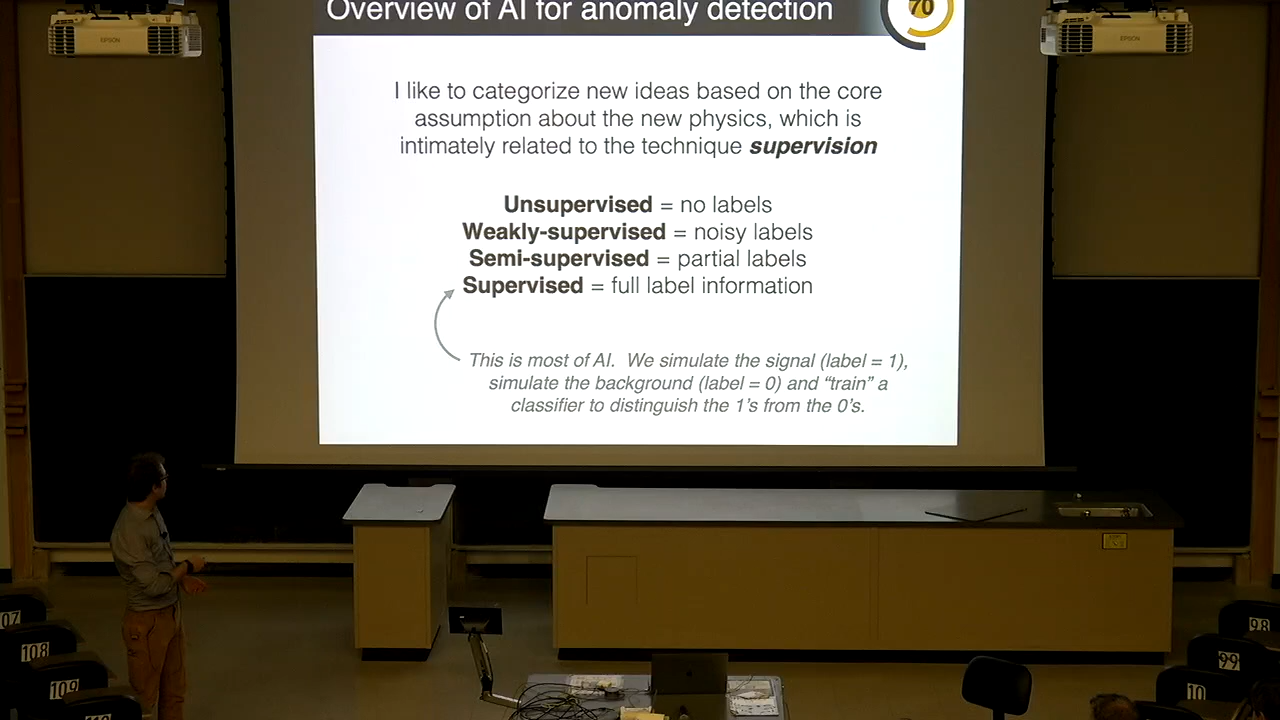 Overview of AI for anomaly detection
70
EPSON
EPSON
I like to categorize new ideas based on the core
assumption about the new physics, which is
intimately related to the technique supervision
Unsupervised = no labels
Weakly-supervised = noisy labels
Semi-supervised = partial labels
Supervised = full label information
This is most of AI. We simulate the signal (label = 1),
simulate the background (label = 0) and “train” a
classifier to distinguish the 1’s from the 0’s.
07
108
109
98
99
10